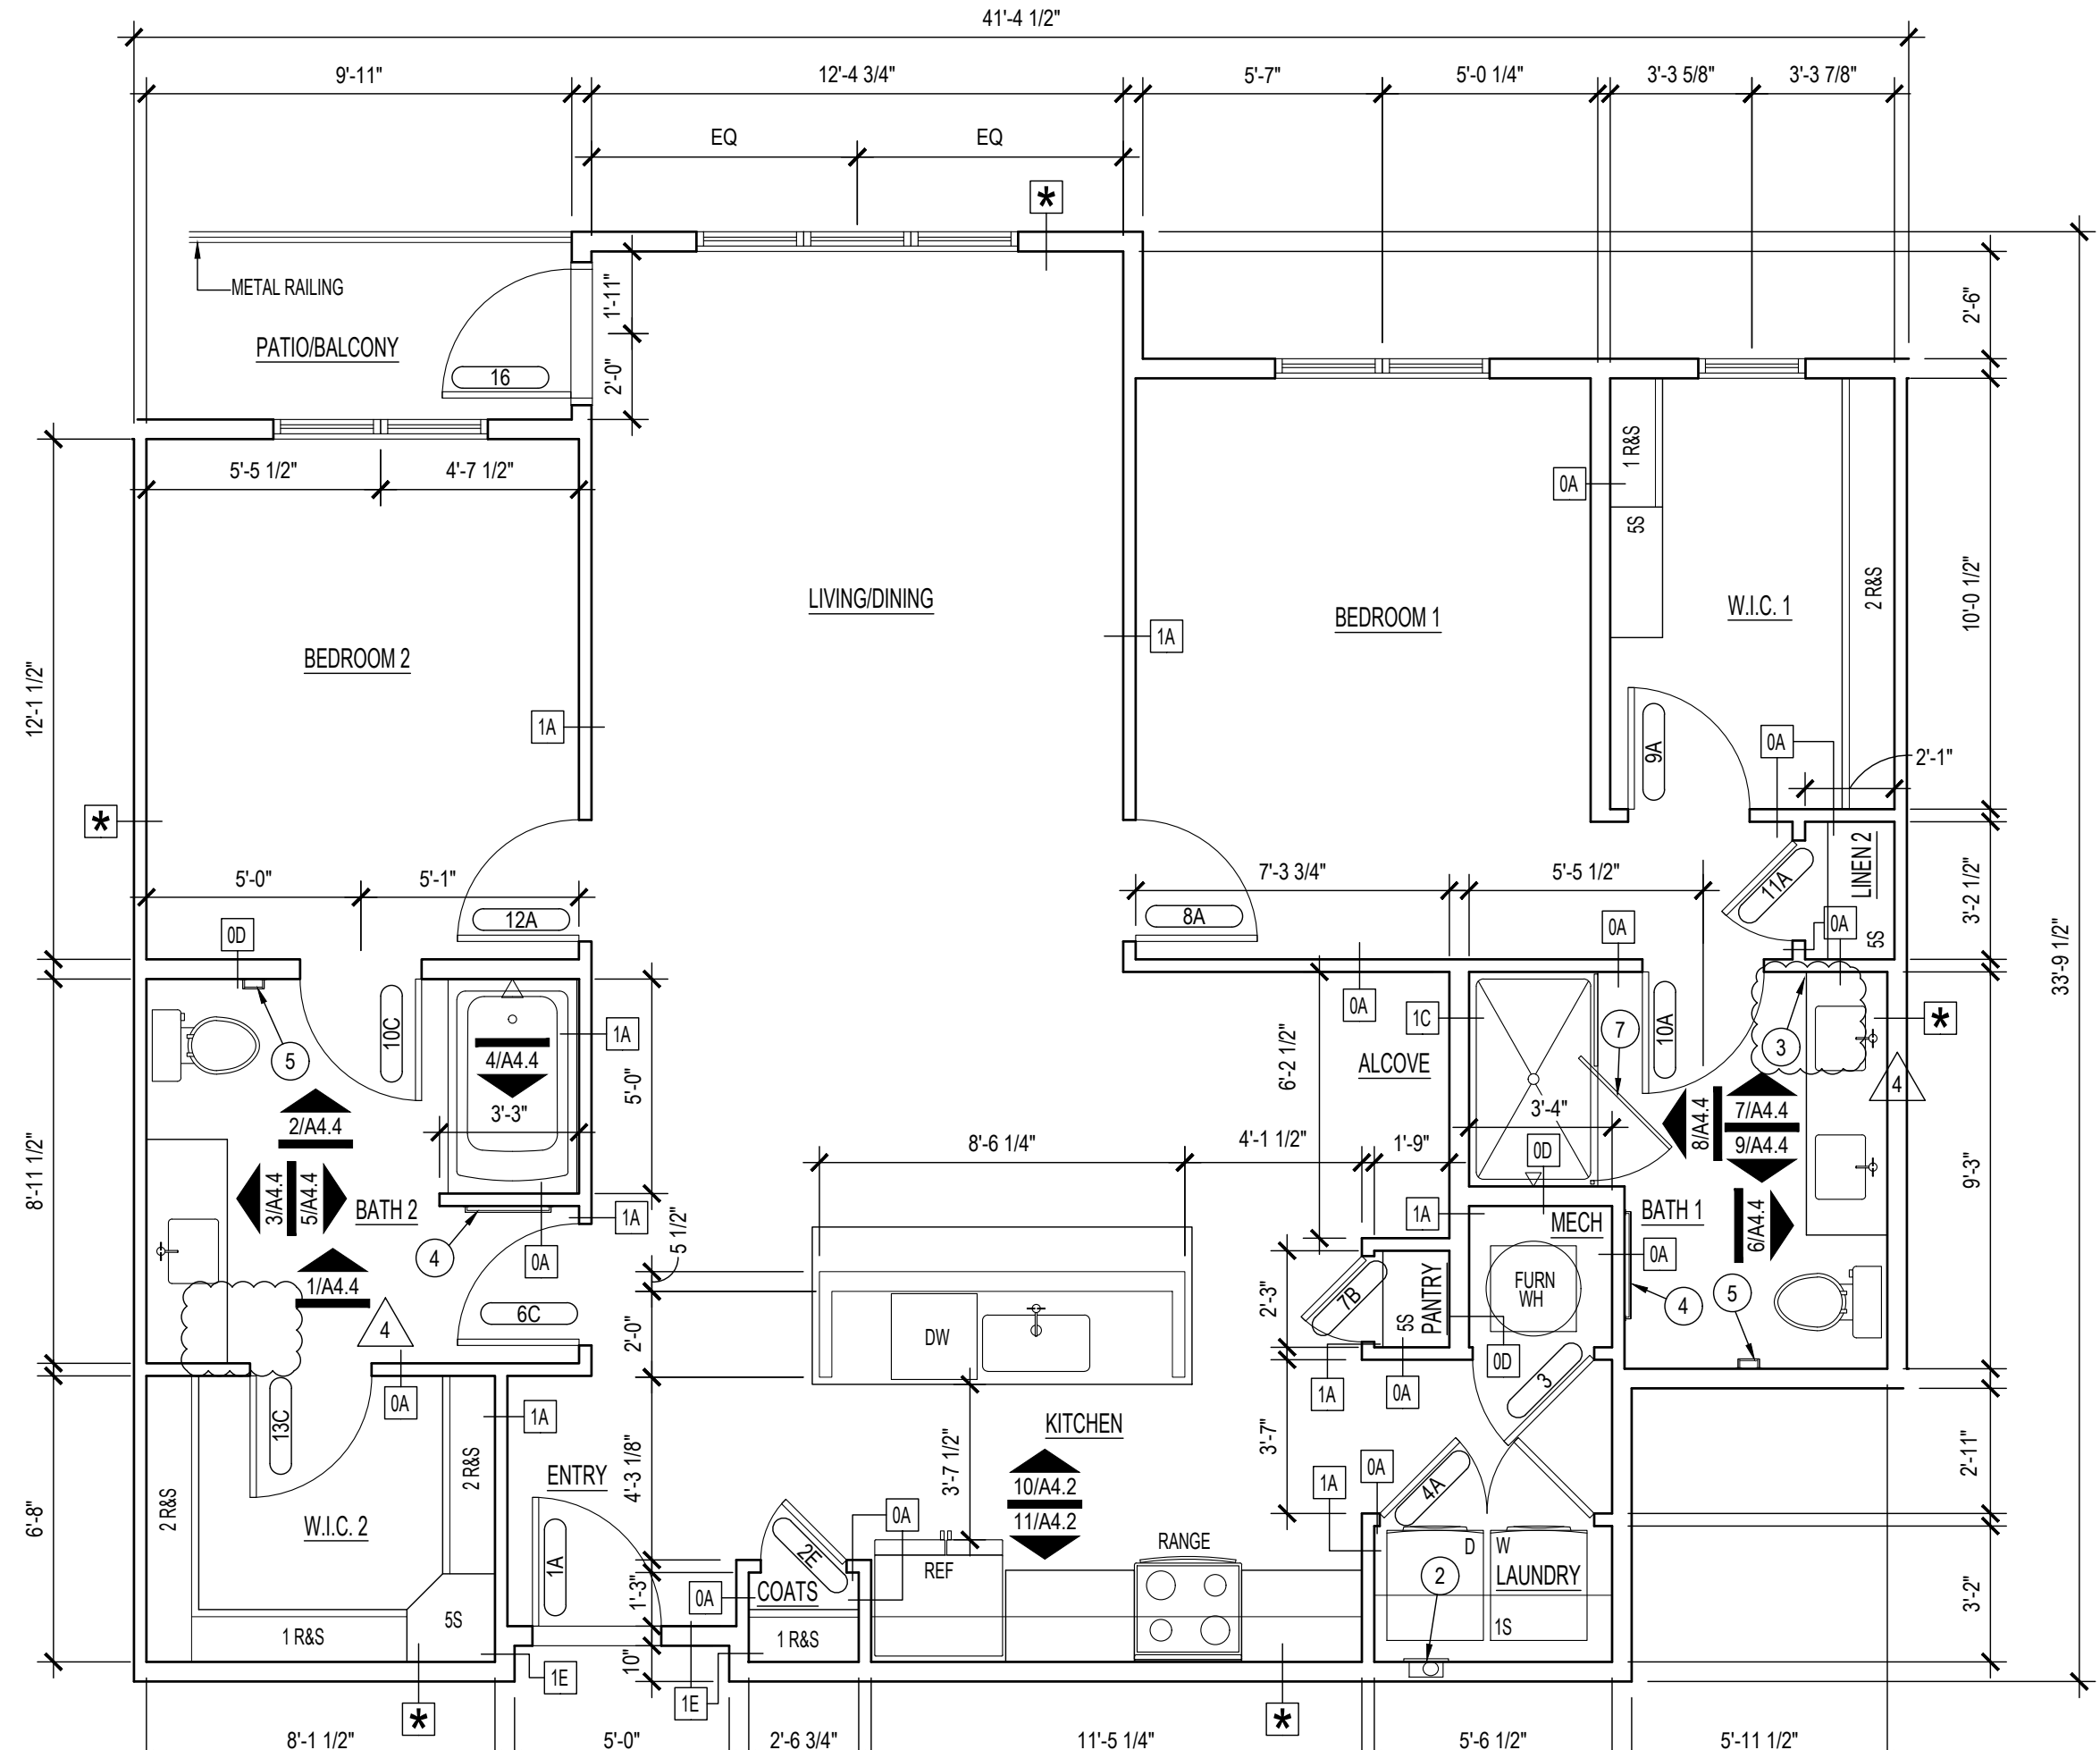 41'-4 1/2"
9'-11"
12'-4 3/4"
5'-7"
5'-0 1/4"
3'-3 5/8"
3'-3 7/8"
EQ
EQ
*
METAL RAILING
1'-11"
2'-6"
PATIO/BALCONY
16
2'-0"
5'-5 1/2"
4'-7 1/2"
1 R&S
0A
5S
LIVING/DINING
BEDROOM 1
W.I.C. 1
2 R&S
10'-0 1/2"
1A
BEDROOM 2
12'-1 1/2"
1A
9A
0A
2'-1"
*
5'-0"
5'-1"
7'-3 3/4"
5'-5 1/2"
11A
LINEN 2
3'-2 1/2"
12A
8A
0D
0A
0A
5S
33'-9 1/2"
0A
1C
10C
5
1A
4/A4.4
5'-0"
6'-2 1/2"
ALCOVE
7
10A
3
*
4
3'-3"
3'-4"
2/A4.4
8/A4.4
7/A4.4
9/A4.4
8'-6 1/4"
4'-1 1/2"
1'-9"
0D
9'-3"
8'-11 1/2"
3/A4.4
5/A4.4
BATH 2
1A
1A
MECH
BATH 1
6/A4.4
4
0A
5 1/2"
0A
1/A4.4
4
6C
2'-0"
DW
2'-3"
7B
5S
PANTRY
FURN
WH
4
5
0D
3
0A
1A
0A
13C
1A
KITCHEN
ENTRY
4'-3 1/8"
3'-7 1/2"
3'-7"
2'-11"
10/A4.2
11/A4.2
1A
0A
4A
2 R&S
2 R&S
6'-8"
W.I.C. 2
1A
2E
0A
REF
RANGE
D
W
2
LAUNDRY
1S
3'-2"
0A
COATS
1'-3"
5S
1 R&S
1 R&S
10"
1E
1E
*
*
8'-1 1/2"
5'-0"
2'-6 3/4"
11'-5 1/4"
5'-6 1/2"
5'-11 1/2"